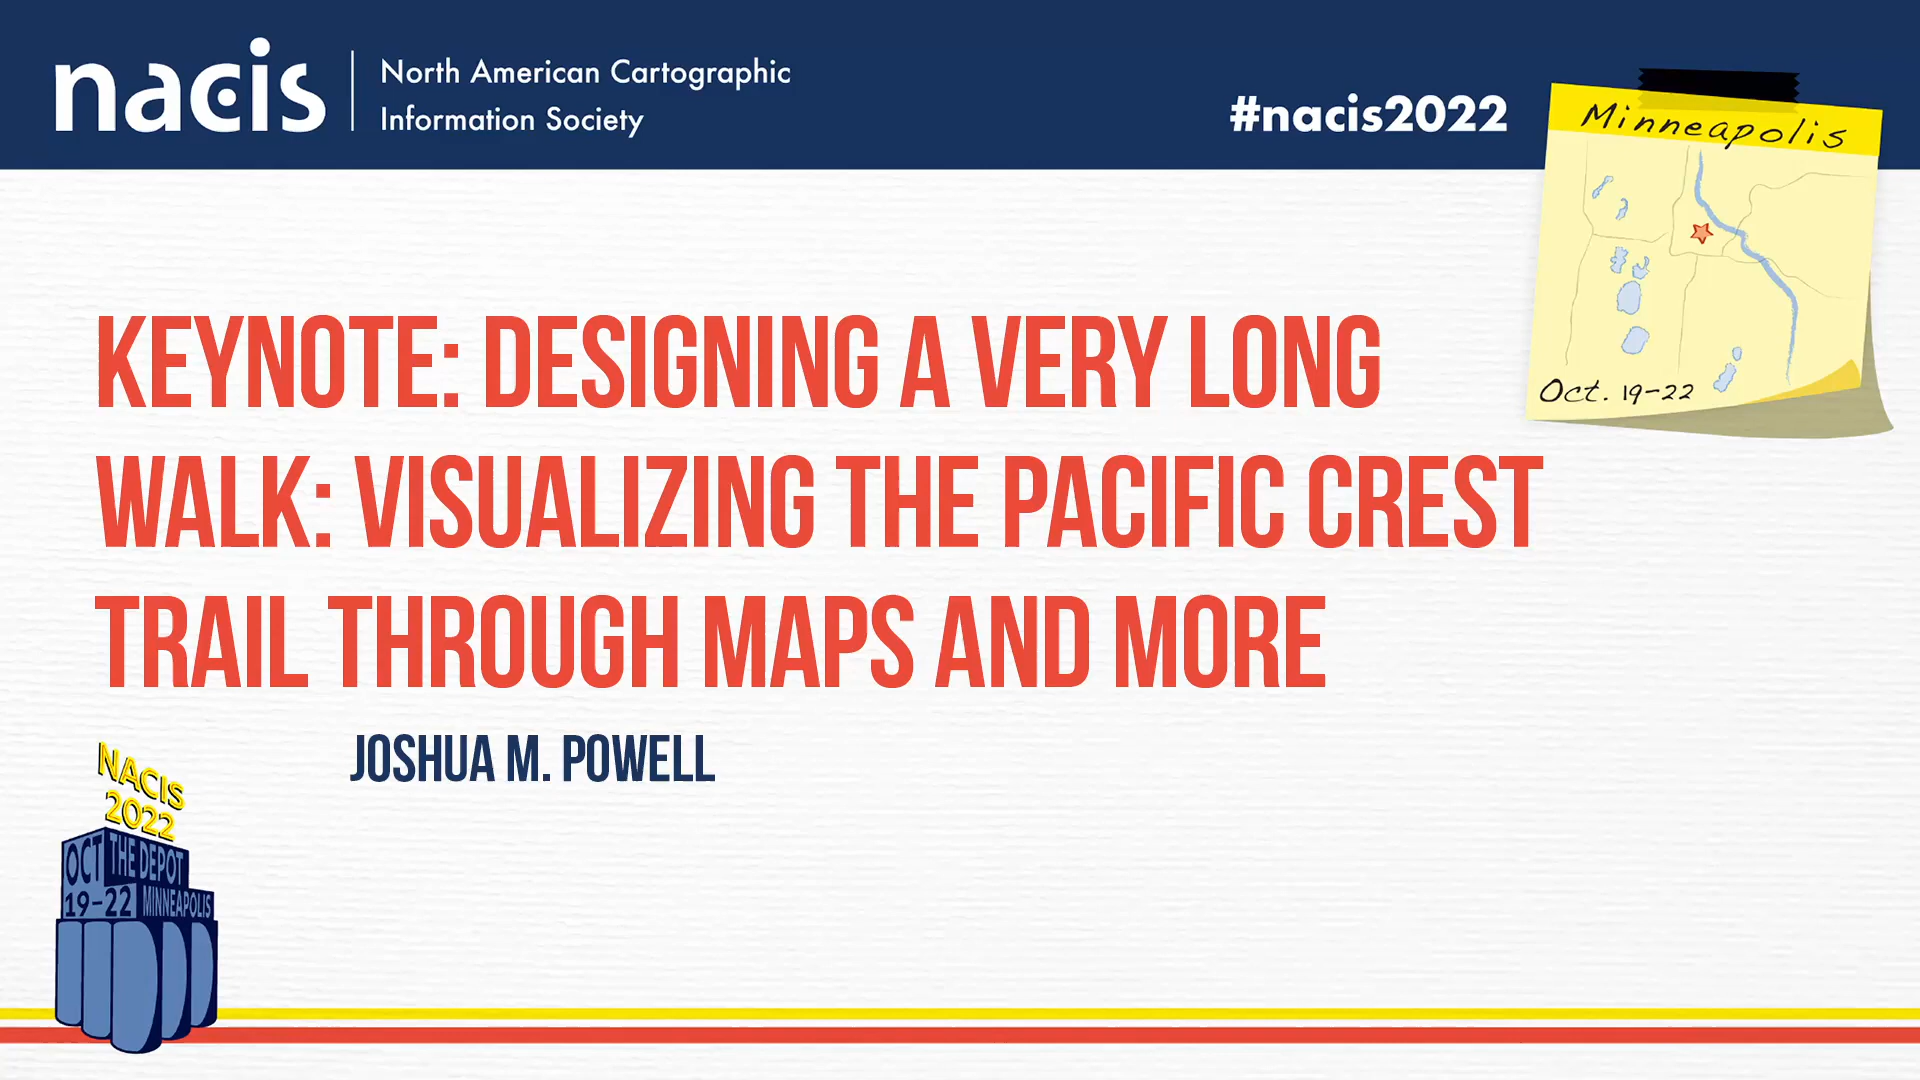 nacis
North American Cartographic
Information Society
#nacis2022
Minneapolis
Oct. 19-22
KEYNOTE: DESIGNING A VERY LONG
WALK: VISUALIZING THE PACIFIC CREST
TRAIL THROUGH MAPS AND MORE
JOSHUA M. POWELL
NACIS
2022
OCT THE DEPOT
19-22 MINNEAPOLIS